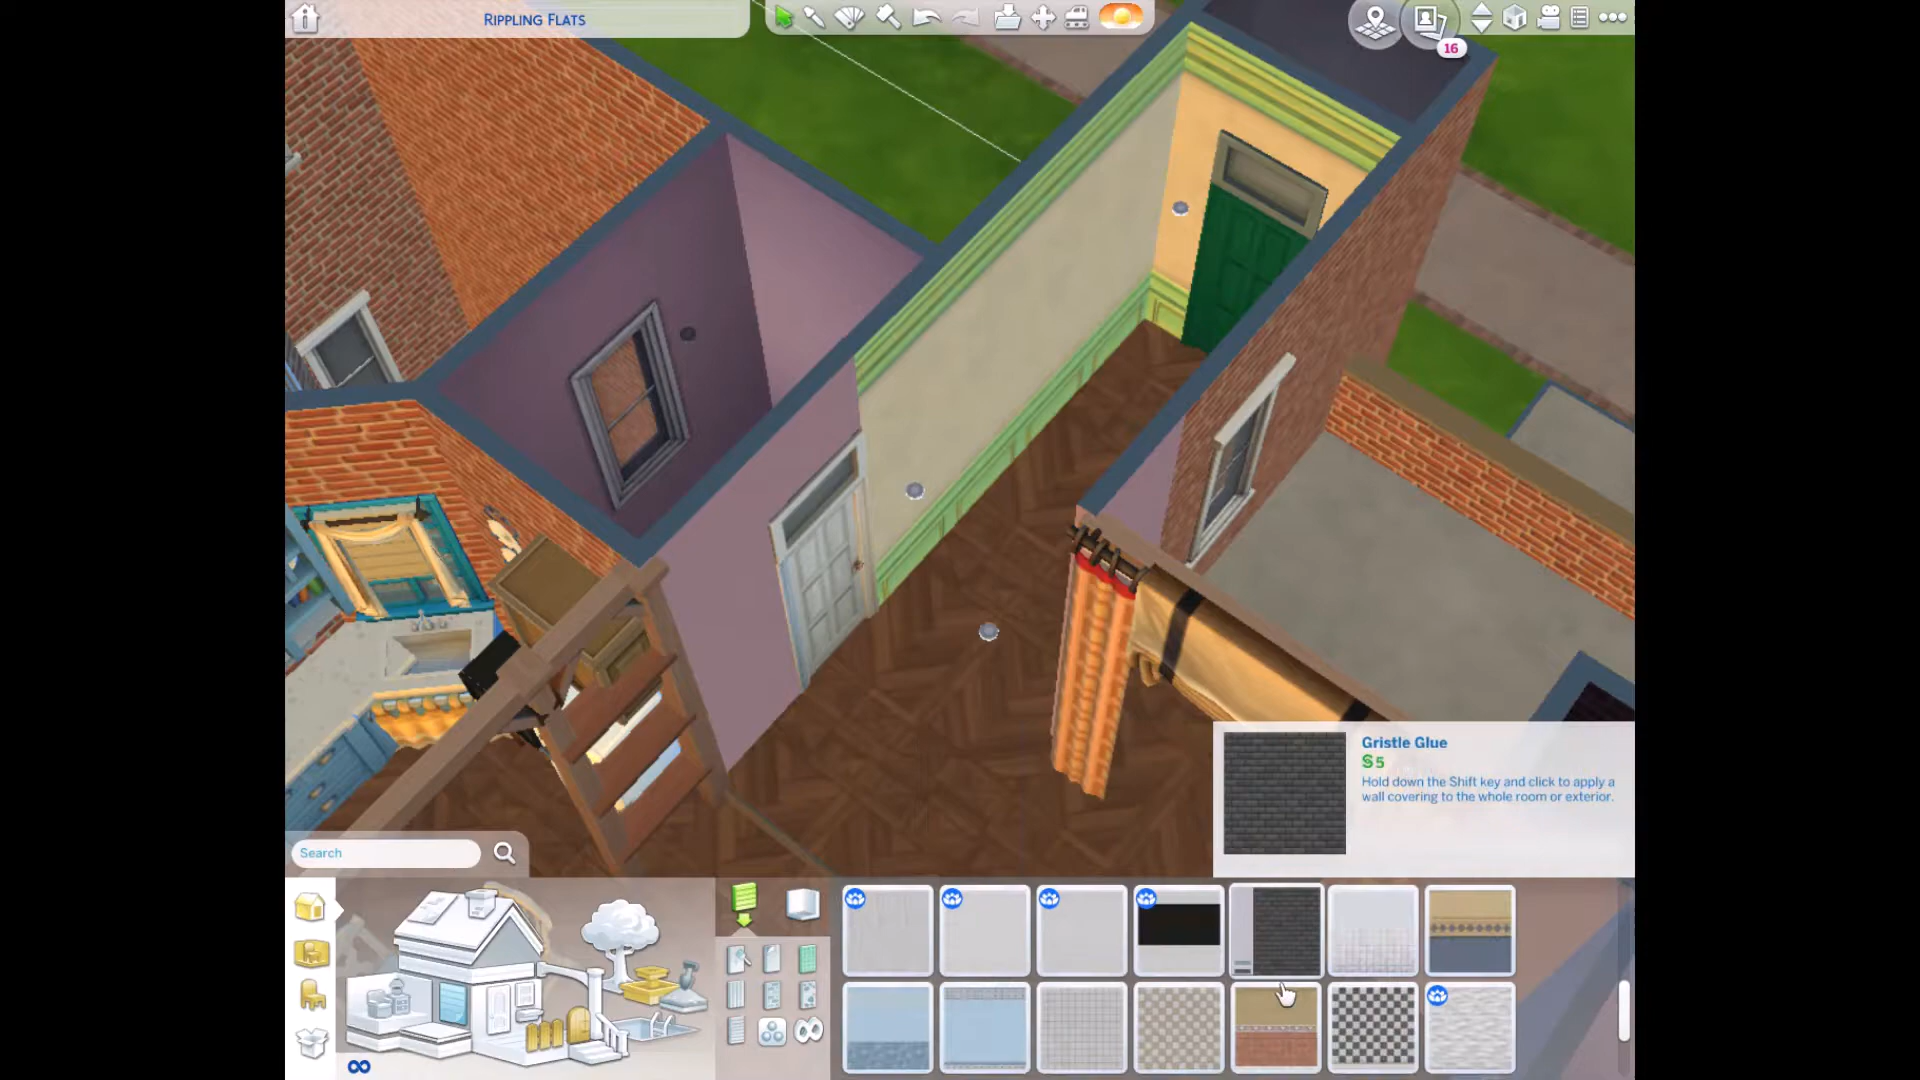 RIPPLING FLATS
16
Gristle Glue
§5
Hold down the Shift key and click to apply a
wall covering to the whole room or exterior.
Search